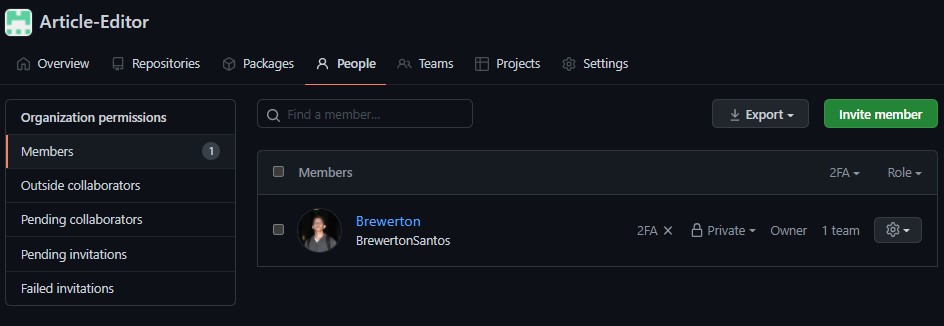 Article-Editor
Overview Repositories Packages People Teams Projects Settings
Organization permissions
Members 1
Outside collaborators
Pending collaborators
Pending invitations
Failed invitations
Find a member...
Export
Invite member
Members 2FA Role
Brewerton
BrewertonSantos
2FA Private Owner 1 team